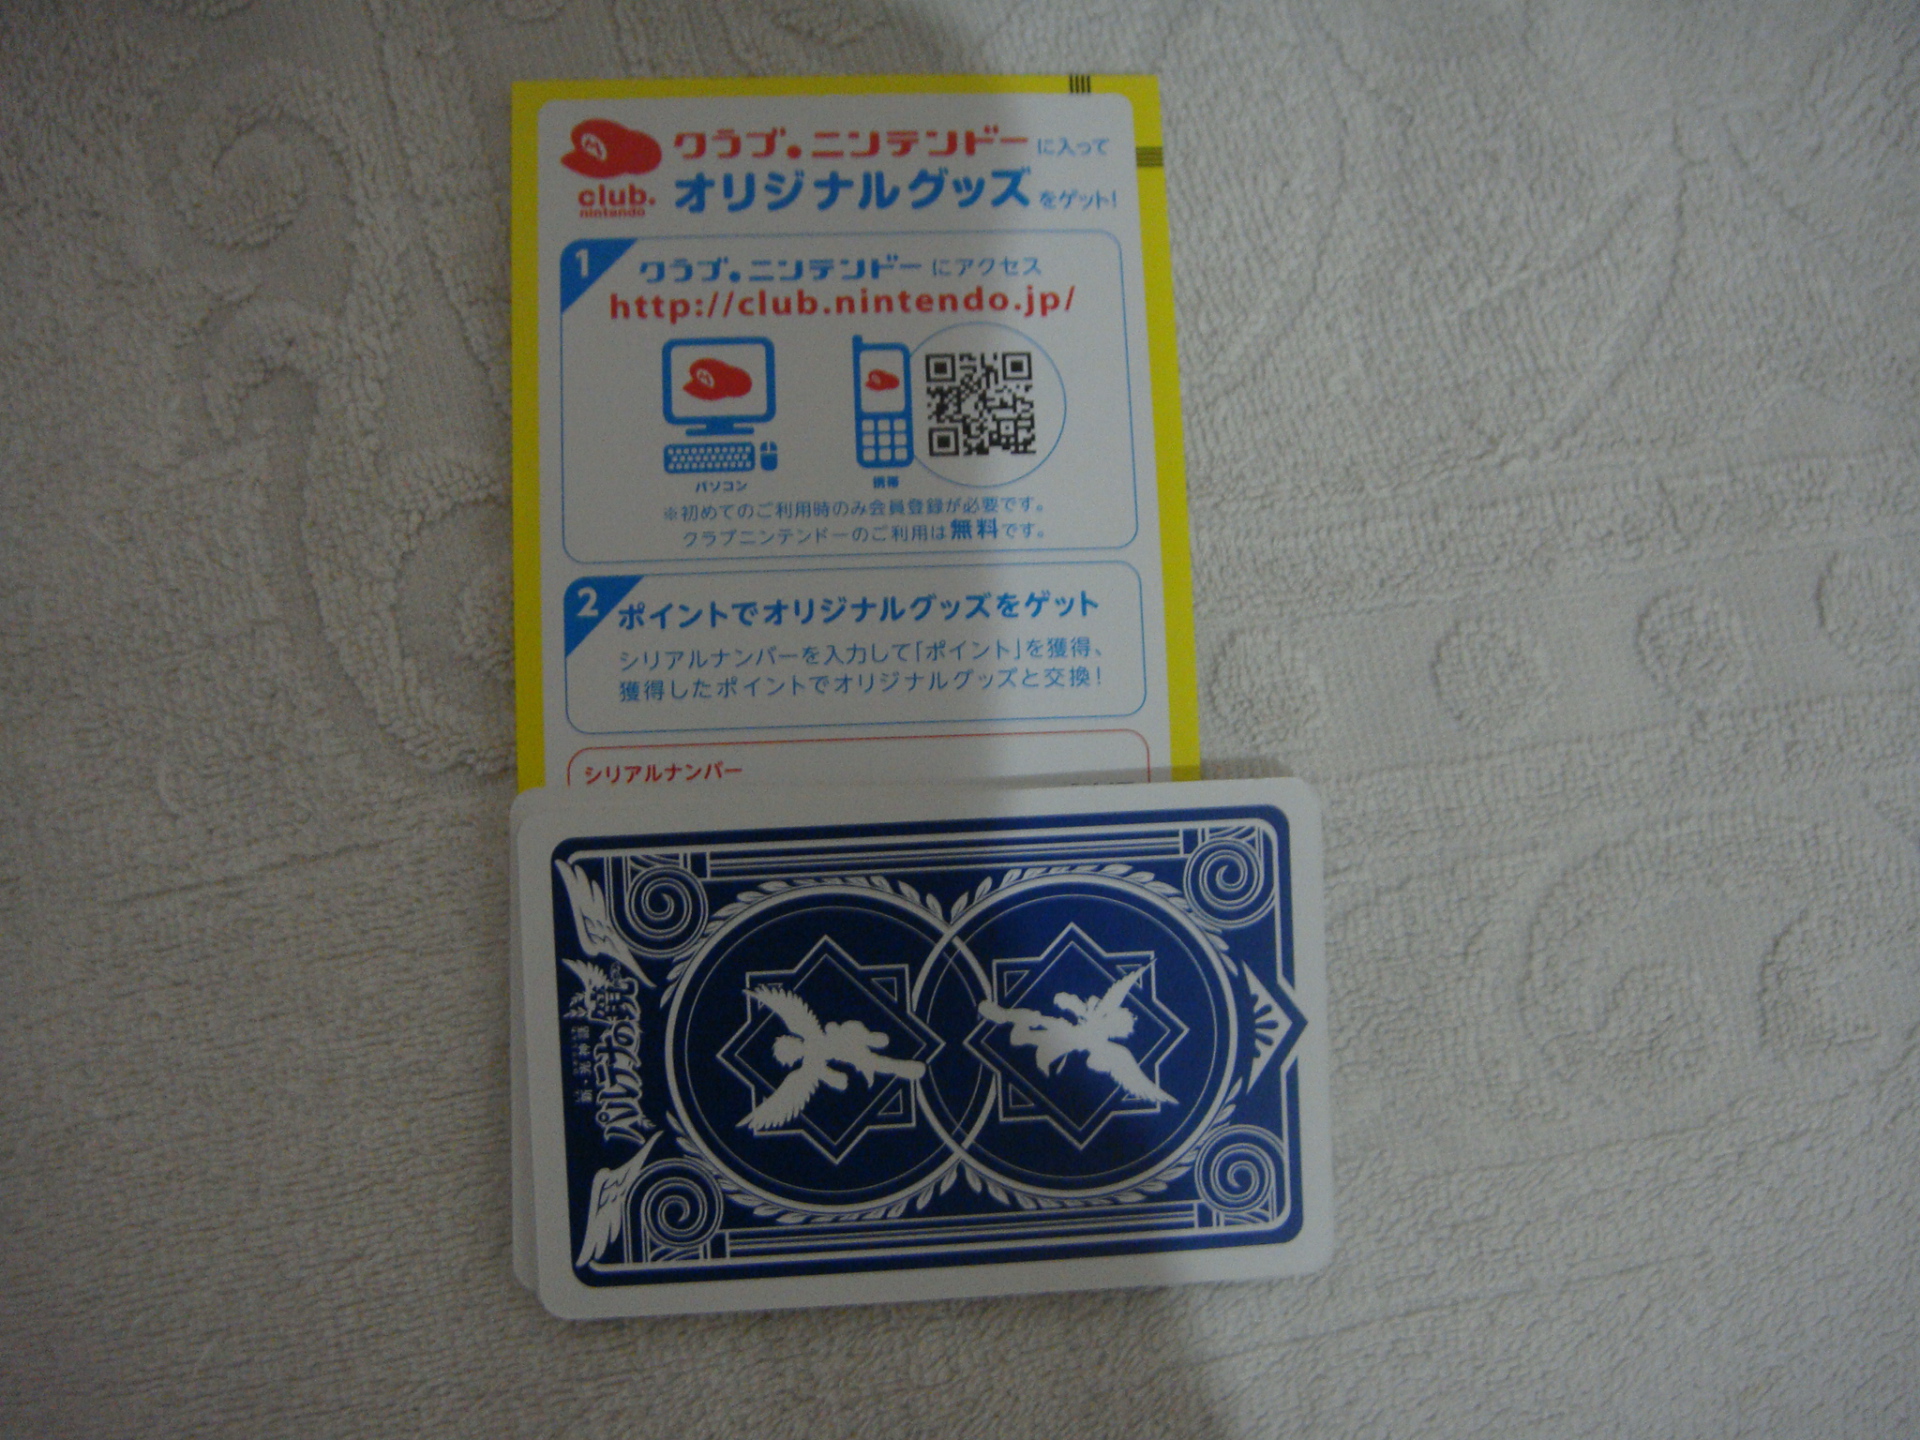 クラブ。ニンテンドーに入って
club.
nintendo
オリジナルグッズをゲット!
1
クラブ。ニンテンドーにアクセス
http://club.nintendo.jp/
パソコン
携帯
※初めてのご利用時のみ会員登録が必要です。
クラブニンテンドーのご利用は無料です。
2
ポイントでオリジナルグッズをゲット
シリアルナンバーを入力して「ポイント」を獲得、
獲得したポイントでオリジナルグッズと交換!
シリアルナンバー
パルテナの鏡